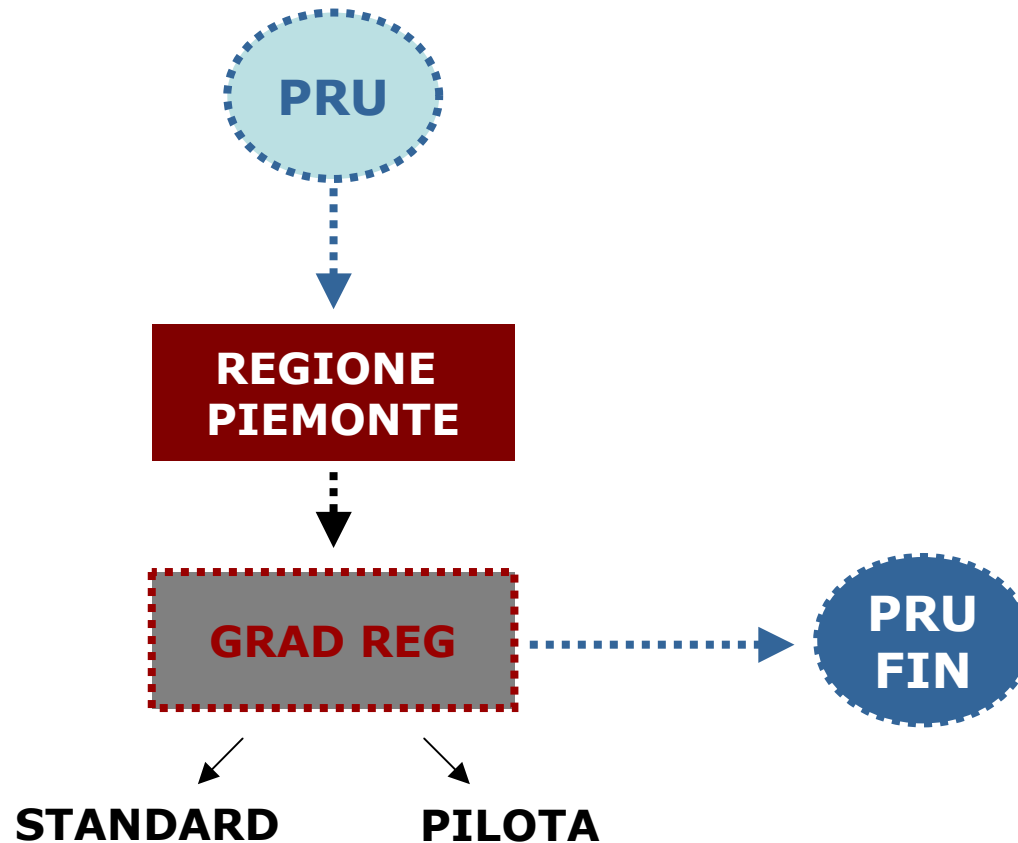 PRU
REGIONE
PIEMONTE
GRAD REG
PRU
FIN
STANDARD
PILOTA